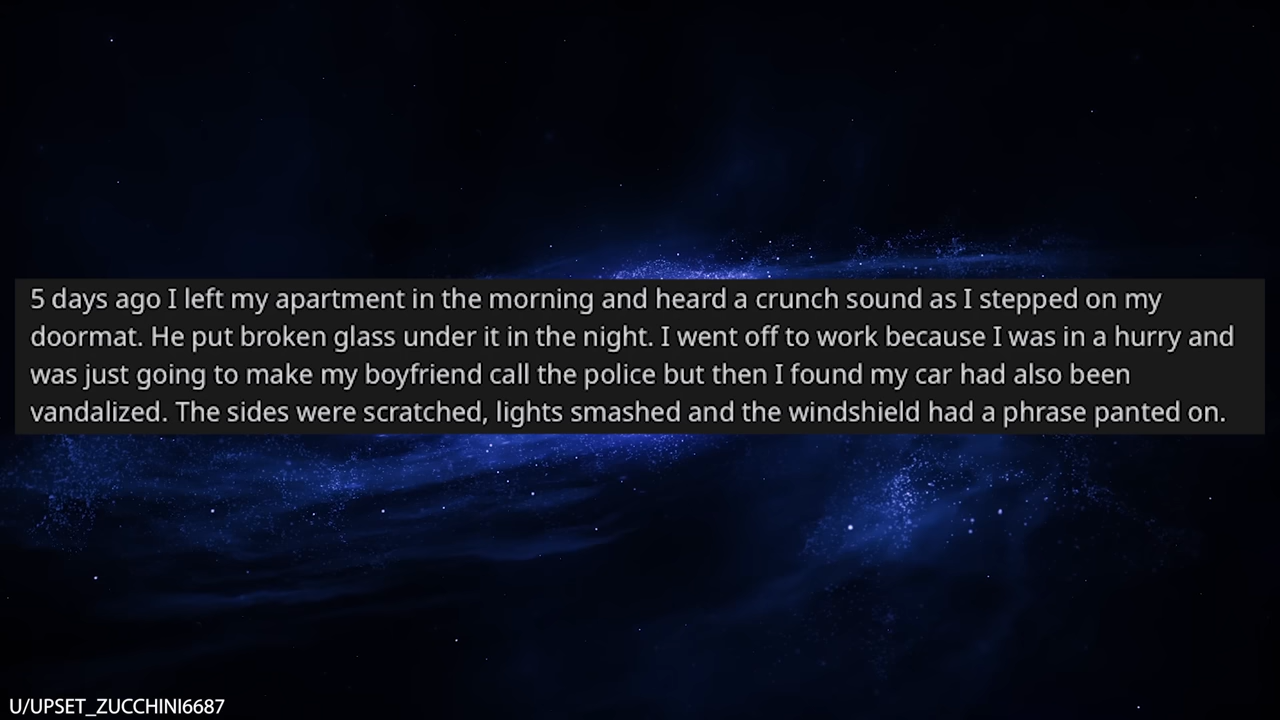 5 days ago I left my apartment in the morning and heard a crunch sound as I stepped on my
doormat. He put broken glass under it in the night. I went off to work because I was in a hurry and
was just going to make my boyfriend call the police but then I found my car had also been
vandalized. The sides were scratched, lights smashed and the windshield had a phrase panted on.
U/UPSET_ZUCCHINI6687